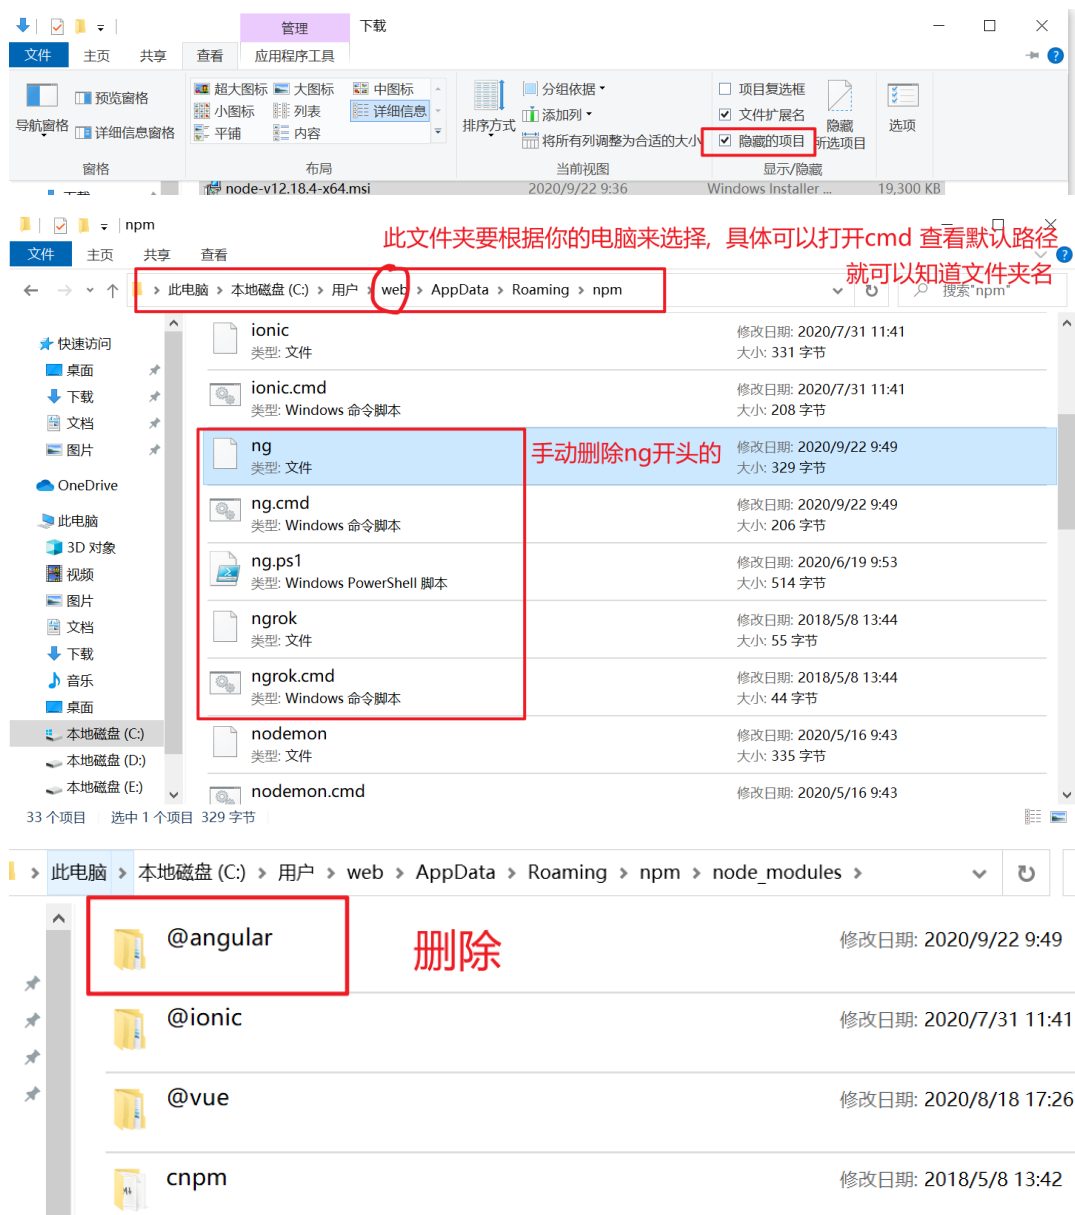 管理 下载
文件 主页 共享 查看 应用程序工具
导航窗格
预览窗格
详细信息窗格
窗格
超大图标 大图标 中图标
小图标 列表 详细信息
平铺 内容
布局
排序方式
分组依据
添加列
将所有列调整为合适的大小
当前视图
项目复选框
文件扩展名
隐藏的项目
隐藏
所选项目
显示/隐藏
选项
下载
node-v12.18.4-x64.msi 2020/9/22 9:36 Windows Installer ... 19,300 KB
npm
此文件夹要根据你的电脑来选择,具体可以打开cmd 查看默认路径
就可以知道文件夹名
文件 主页 共享 查看
此电脑 > 本地磁盘 (C:) > 用户 > web > AppData > Roaming > npm
搜索"npm"
快速访问
桌面
下载
文档
图片
OneDrive
此电脑
3D 对象
视频
图片
文档
下载
音乐
桌面
本地磁盘 (C:)
本地磁盘 (D:)
本地磁盘 (E:)
ionic 修改日期: 2020/7/31 11:41
类型: 文件 大小: 331 字节
ionic.cmd 修改日期: 2020/7/31 11:41
类型: Windows 命令脚本 大小: 208 字节
ng 修改日期: 2020/9/22 9:49
类型: 文件 大小: 329 字节
手动删除ng开头的
ng.cmd 修改日期: 2020/9/22 9:49
类型: Windows 命令脚本 大小: 206 字节
ng.ps1 修改日期: 2020/6/19 9:53
类型: Windows PowerShell 脚本 大小: 514 字节
ngrok 修改日期: 2018/5/8 13:44
类型: 文件 大小: 55 字节
ngrok.cmd 修改日期: 2018/5/8 13:44
类型: Windows 命令脚本 大小: 44 字节
nodemon 修改日期: 2020/5/16 9:43
类型: 文件 大小: 335 字节
nodemon.cmd 修改日期: 2020/5/16 9:43
33 个项目 选中 1 个项目 329 字节
> 此电脑 > 本地磁盘 (C:) > 用户 > web > AppData > Roaming > npm > node_modules >
@angular 修改日期: 2020/9/22 9:49
删除
@ionic 修改日期: 2020/7/31 11:41
@vue 修改日期: 2020/8/18 17:26
cnpm 修改日期: 2018/5/8 13:42